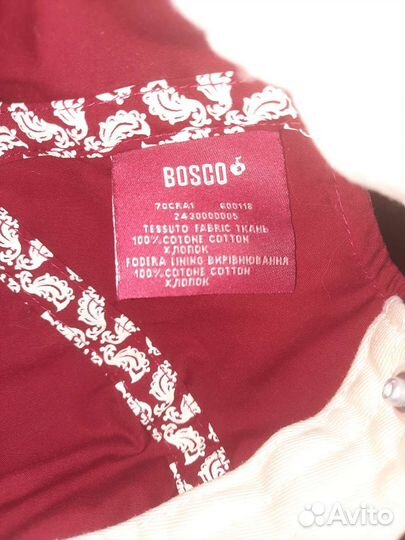 BOSCO
70CRA1 600118
2430000005
TESSUTO FABRIC ТКАНЬ
100% COTONE COTTON
ХЛОПОК
FODERA LINING ВИРІВНЮВАННЯ
100% COTONE COTTON
ХЛОПОК
Avito